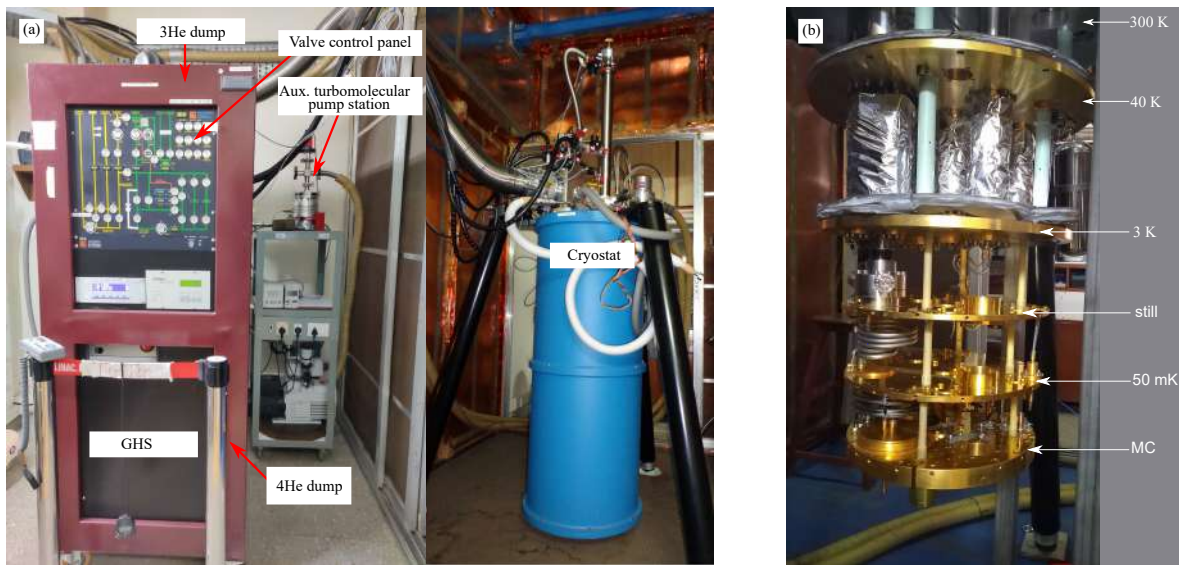 (a)
3He dump
Valve control panel
Aux. turbomolecular
pump station
GHS
4He dump
Cryostat
(b)
300 K
40 K
3 K
still
50 mK
MC